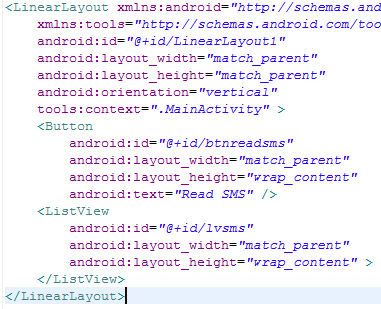 <LinearLayout xmlns:android="http://schemas.and
xmlns:tools="http://schemas.android.com/too
android:id="@+id/LinearLayout1"
android:layout_width="match_parent"
android:layout_height="match_parent"
android:orientation="vertical"
tools:context=".MainActivity" >
<Button
android:id="@+id/btnreadsms"
android:layout_width="match_parent"
android:layout_height="wrap_content"
android:text="Read SMS" />
<ListView
android:id="@+id/lvsms"
android:layout_width="match_parent"
android:layout_height="wrap_content" >
</ListView>
</LinearLayout>